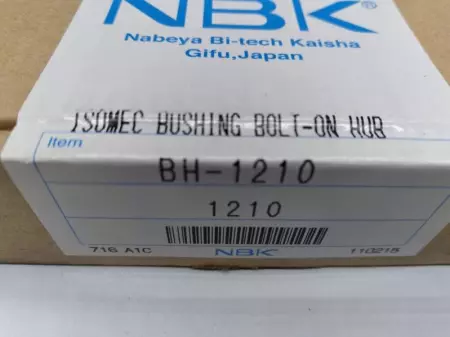 NBK®
Nabeya Bi-tech Kaisha
Gifu,Japan
ISOMEC BUSHING BOLT-ON HUB
Item
BH-1210
1210
716 A1C NBK 110215